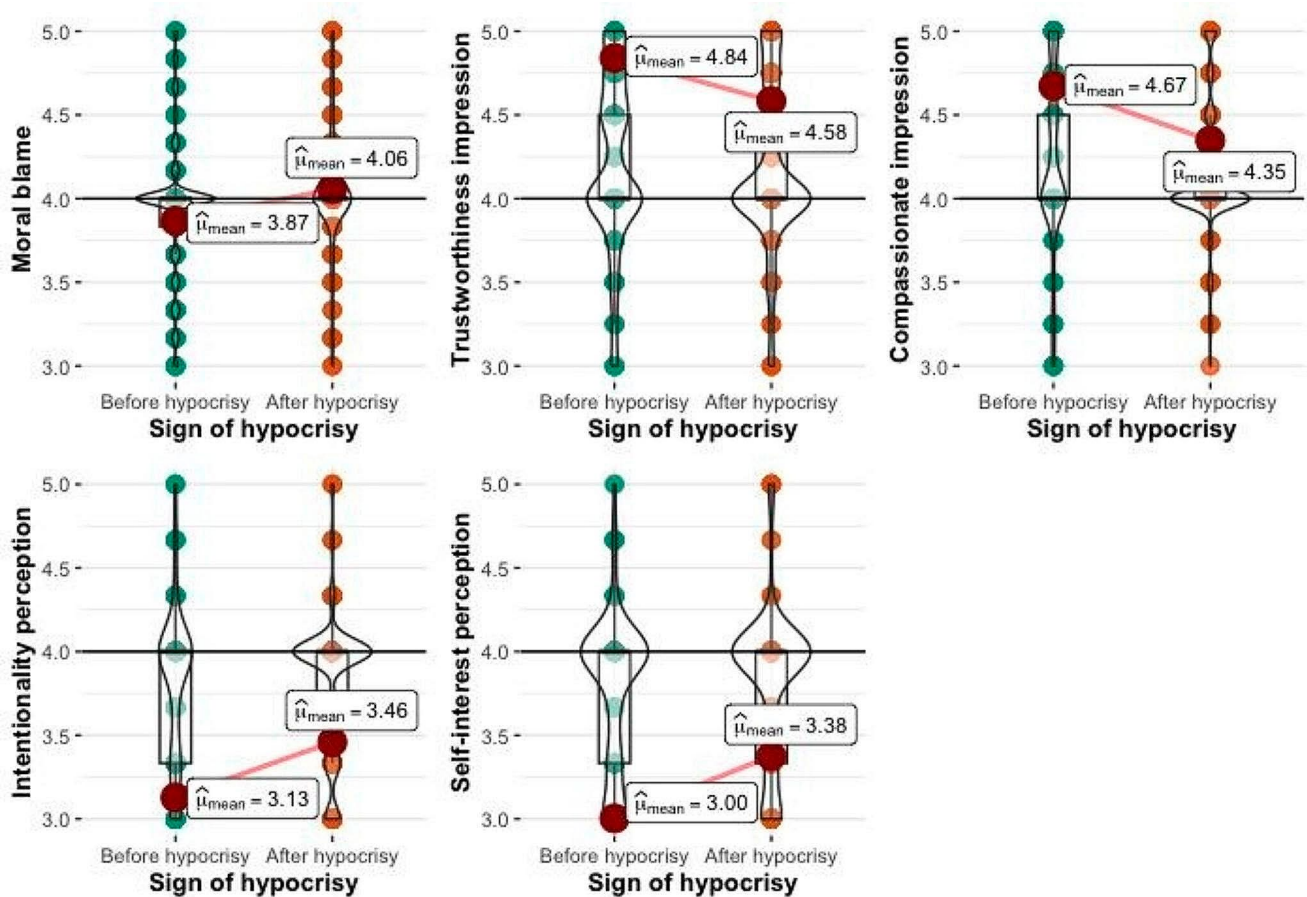 Moral blame
5.0
4.5
4.0
3.5
3.0
μ̂mean = 3.87
μ̂mean = 4.06
Before hypocrisy After hypocrisy
Sign of hypocrisy
Trustworthiness impression
5.0
4.5
4.0
3.5
3.0
μ̂mean = 4.84
μ̂mean = 4.58
Before hypocrisy After hypocrisy
Sign of hypocrisy
Compassionate impression
5.0
4.5
4.0
3.5
3.0
μ̂mean = 4.67
μ̂mean = 4.35
Before hypocrisy After hypocrisy
Sign of hypocrisy
Intentionality perception
5.0
4.5
4.0
3.5
3.0
μ̂mean = 3.13
μ̂mean = 3.46
Before hypocrisy After hypocrisy
Sign of hypocrisy
Self-interest perception
5.0
4.5
4.0
3.5
3.0
μ̂mean = 3.00
μ̂mean = 3.38
Before hypocrisy After hypocrisy
Sign of hypocrisy